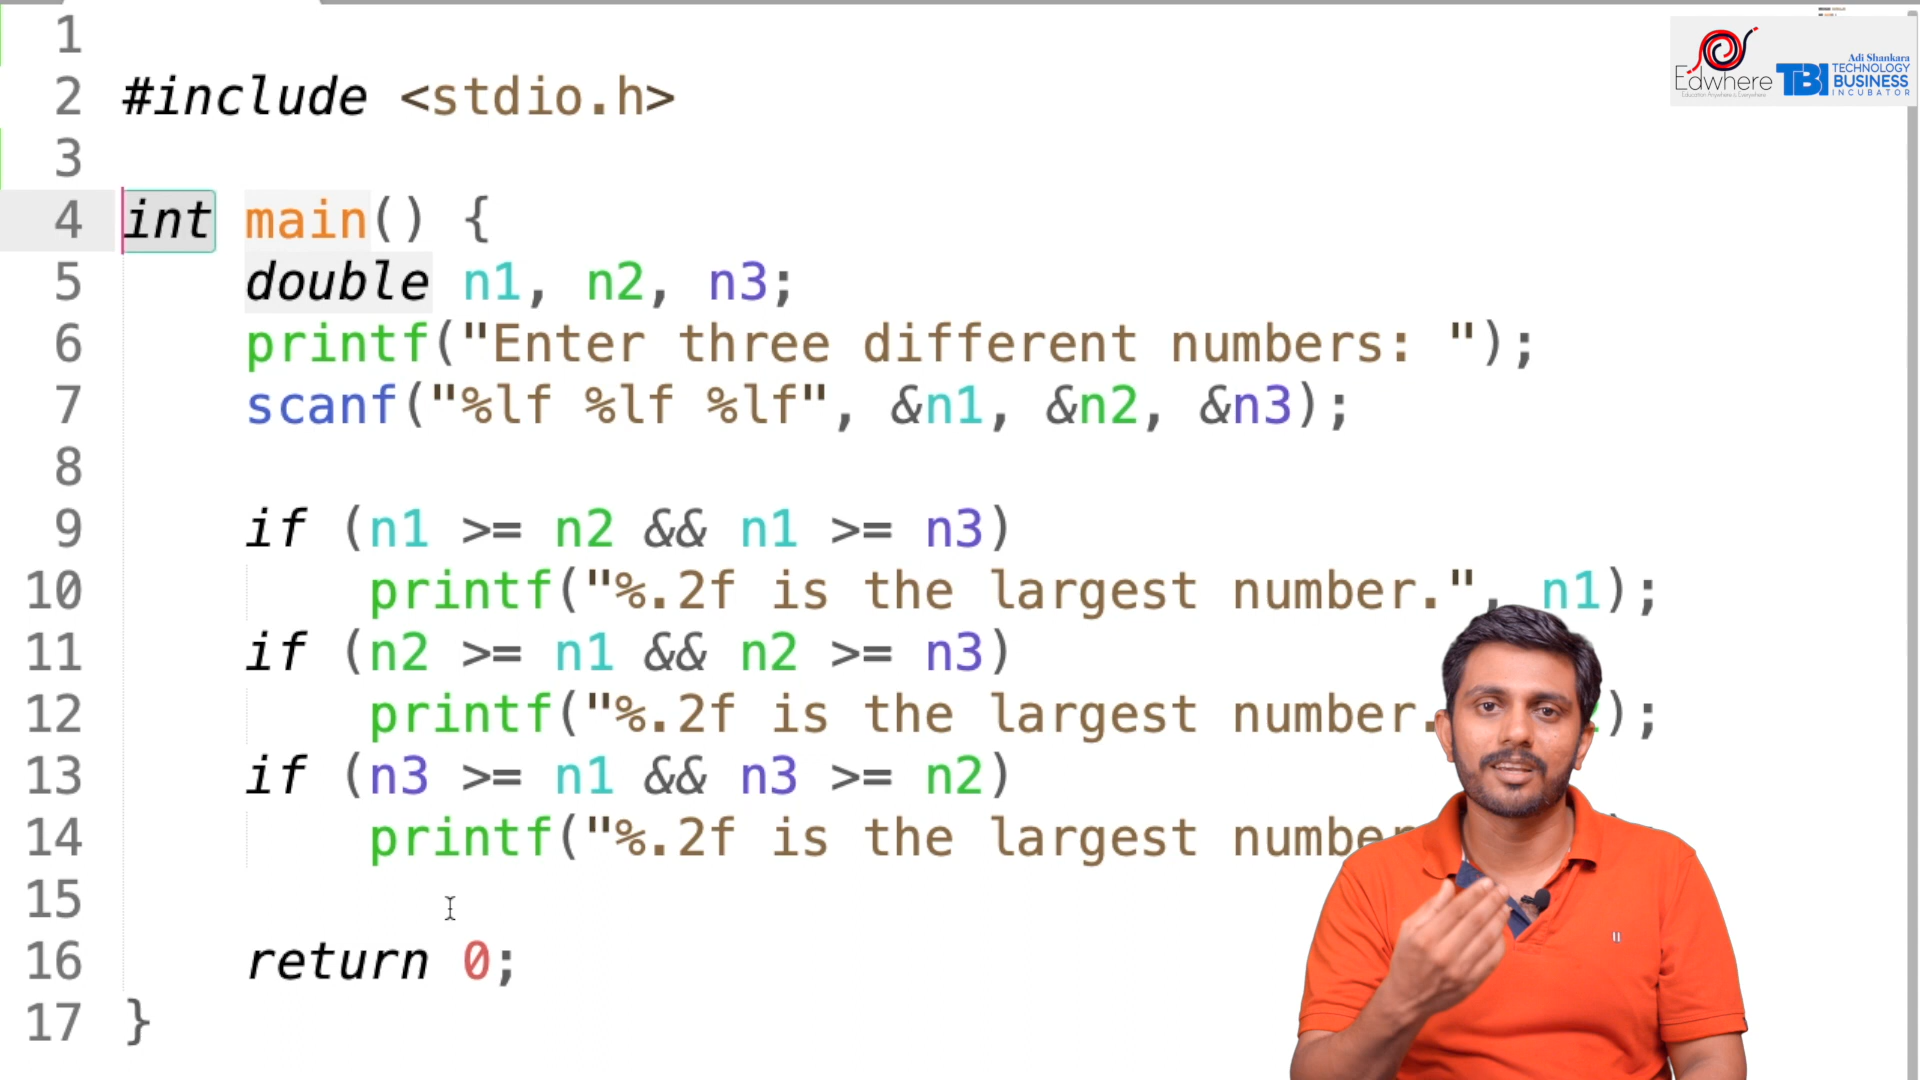 1
2 #include <stdio.h>
3
4 int main() {
5 double n1, n2, n3;
6 printf("Enter three different numbers: ");
7 scanf("%lf %lf %lf", &n1, &n2, &n3);
8
9 if (n1 >= n2 && n1 >= n3)
10 printf("%.2f is the largest number.", n1);
11 if (n2 >= n1 && n2 >= n3)
12 printf("%.2f is the largest number. );
13 if (n3 >= n1 && n3 >= n2)
14 printf("%.2f is the largest
15
16 return 0;
17 }
Edwhere
Education Anywhere & Everywhere
TBI
Adi Shankara
TECHNOLOGY
BUSINESS
INCUBATOR